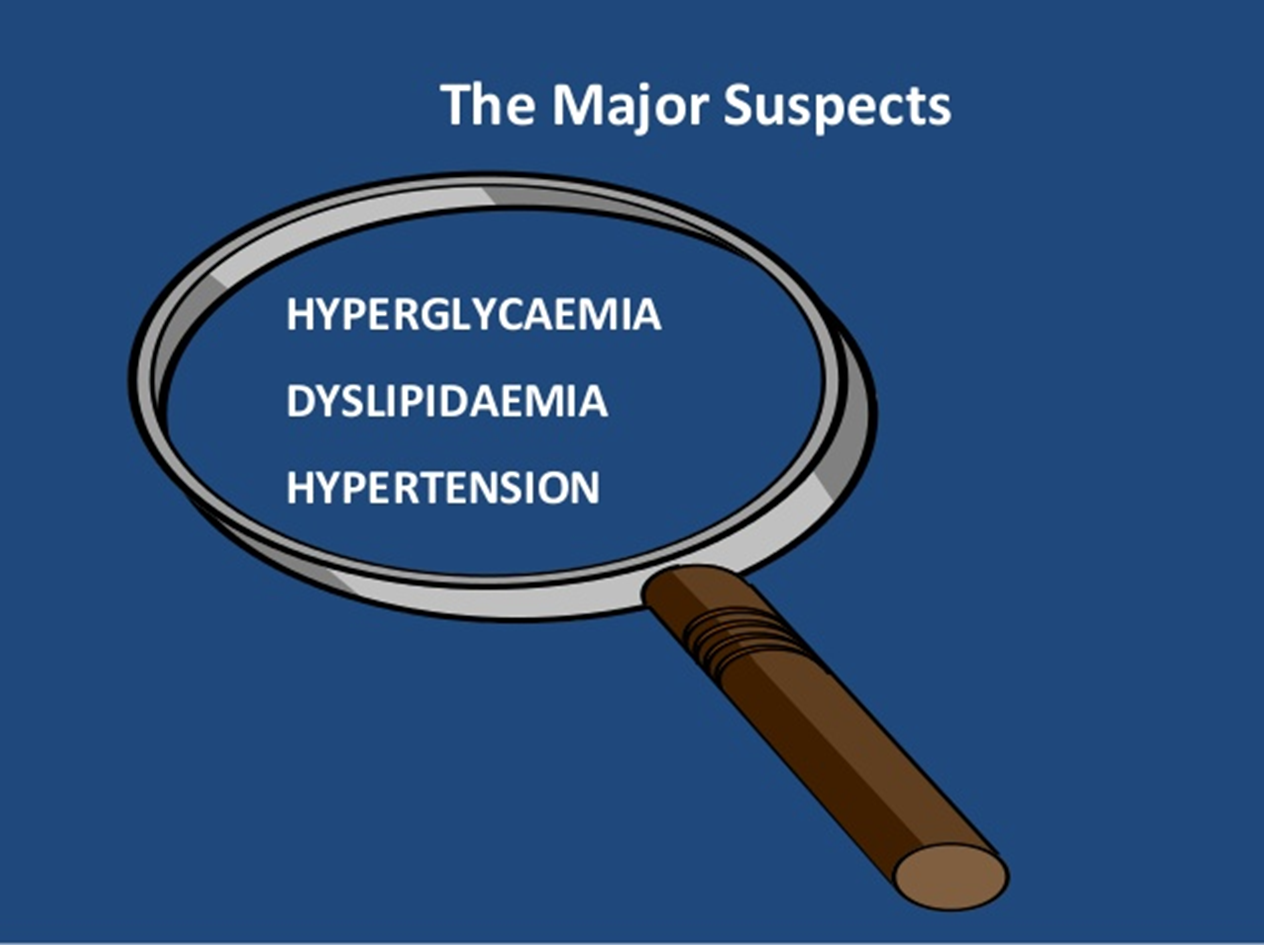 The Major Suspects
HYPERGLYCAEMIA
DYSLIPIDAEMIA
HYPERTENSION